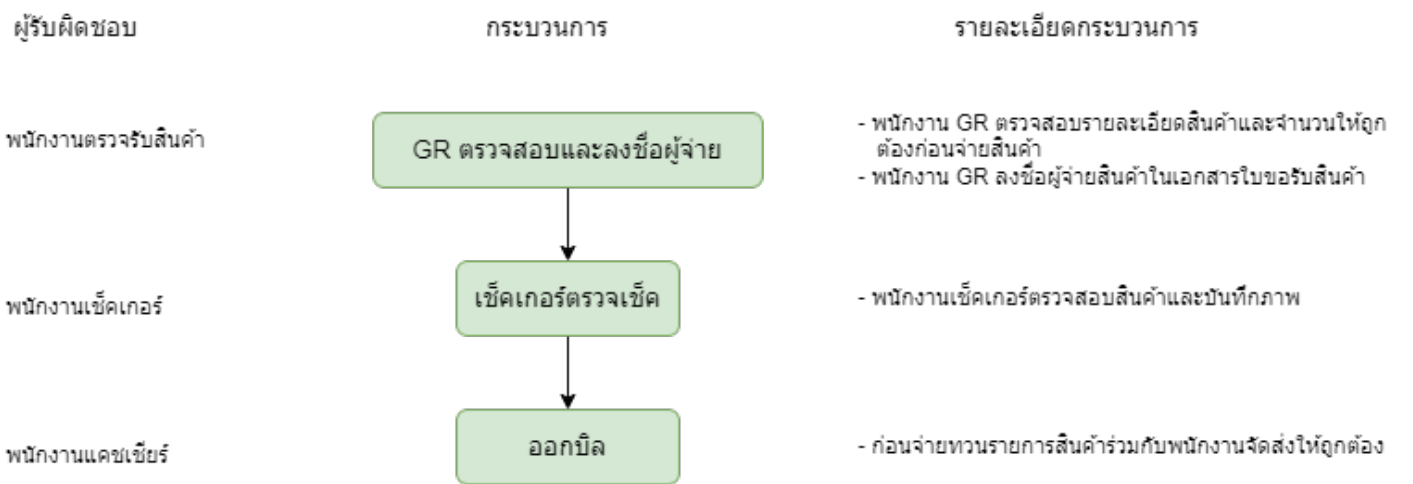 ผู้รับผิดชอบ
กระบวนการ
รายละเอียดกระบวนการ
พนักงานตรวจรับสินค้า
GR ตรวจสอบและลงชื่อผู้จ่าย
- พนักงาน GR ตรวจสอบรายละเอียดสินค้าและจำนวนให้ถูก
ต้องก่อนจ่ายสินค้า
- พนักงาน GR ลงชื่อผู้จ่ายสินค้าในเอกสารใบขอรับสินค้า
พนักงานเช็คเกอร์
เช็คเกอร์ตรวจเช็ค
- พนักงานเช็คเกอร์ตรวจสอบสินค้าและบันทึกภาพ
พนักงานแคชเชียร์
ออกบิล
- ก่อนจ่ายทวนรายการสินค้าร่วมกับพนักงานจัดส่งให้ถูกต้อง